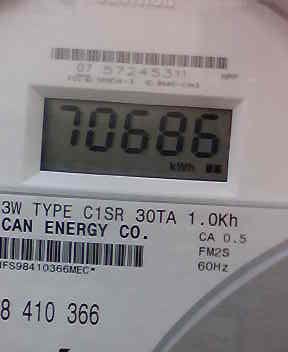 07 57245311
70686
kWh
3W TYPE C1SR 30TA 1.0Kh
CAN ENERGY CO.
CA 0.5
FM2S
*IFS98410366MEC*
60Hz
8 410 366